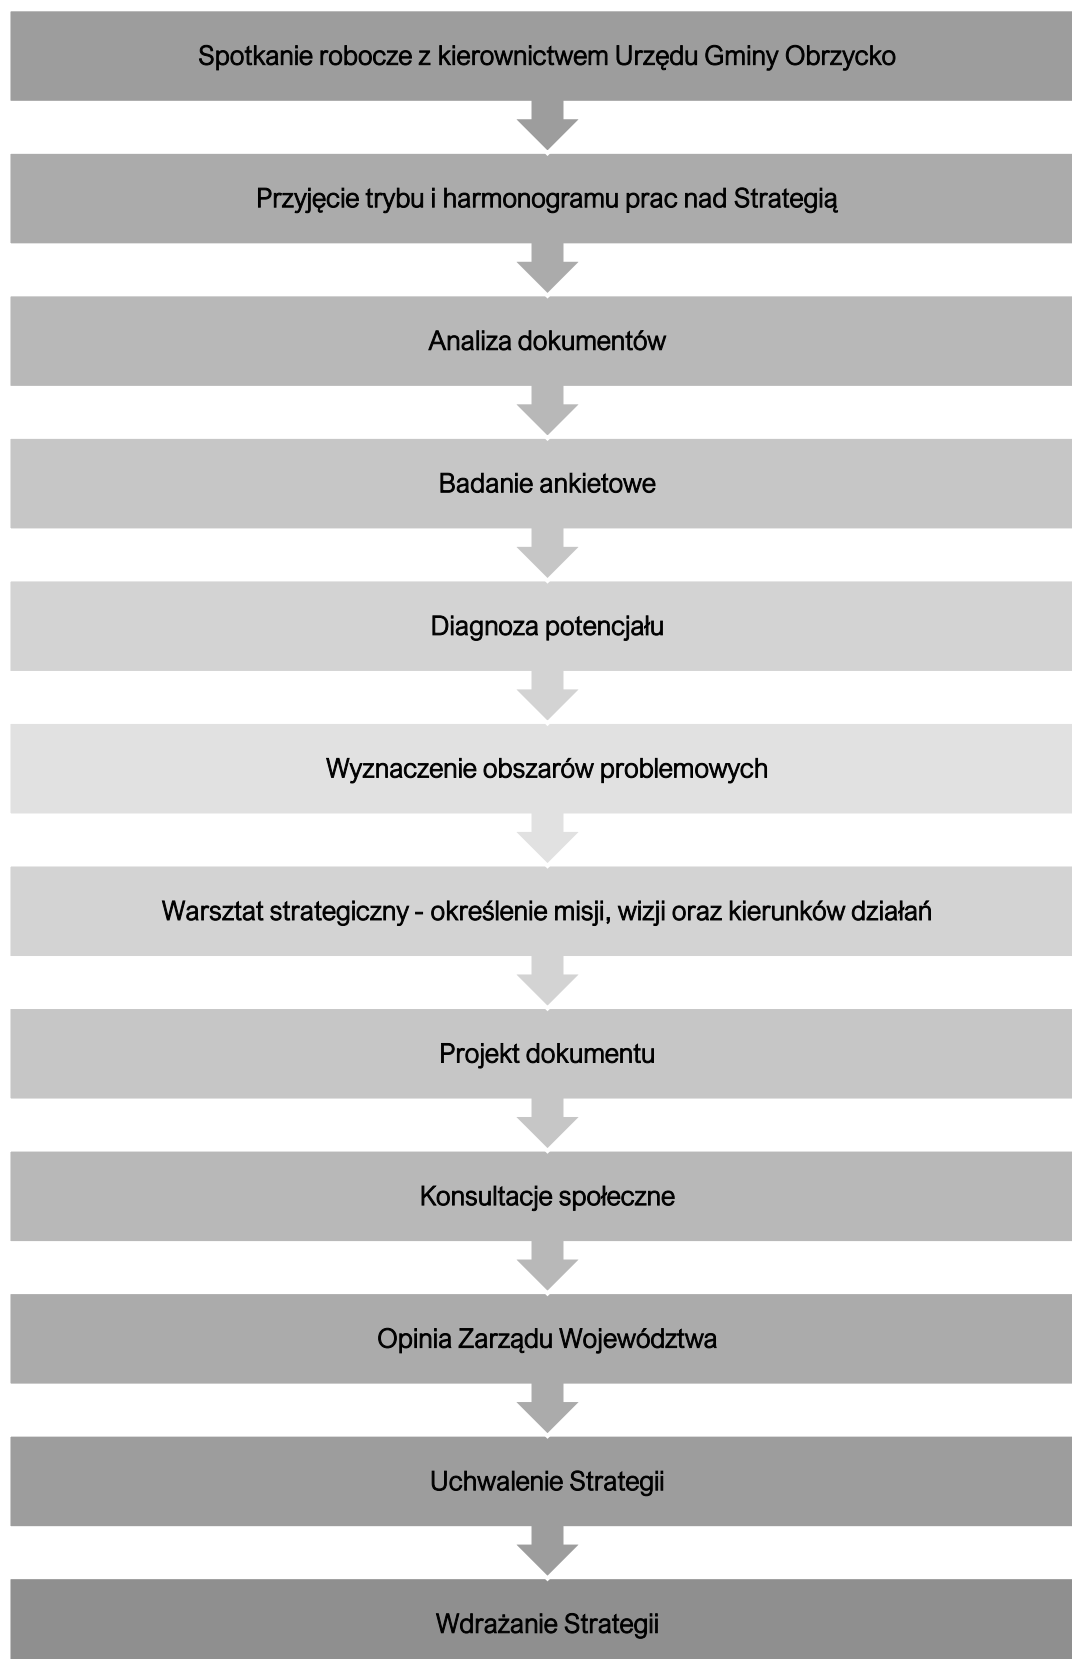 Spotkanie robocze z kierownictwem Urzędu Gminy Obrzycko
Przyjęcie trybu i harmonogramu prac nad Strategią
Analiza dokumentów
Badanie ankietowe
Diagnoza potencjału
Wyznaczenie obszarów problemowych
Warsztat strategiczny - określenie misji, wizji oraz kierunków działań
Projekt dokumentu
Konsultacje społeczne
Opinia Zarządu Województwa
Uchwalenie Strategii
Wdrażanie Strategii